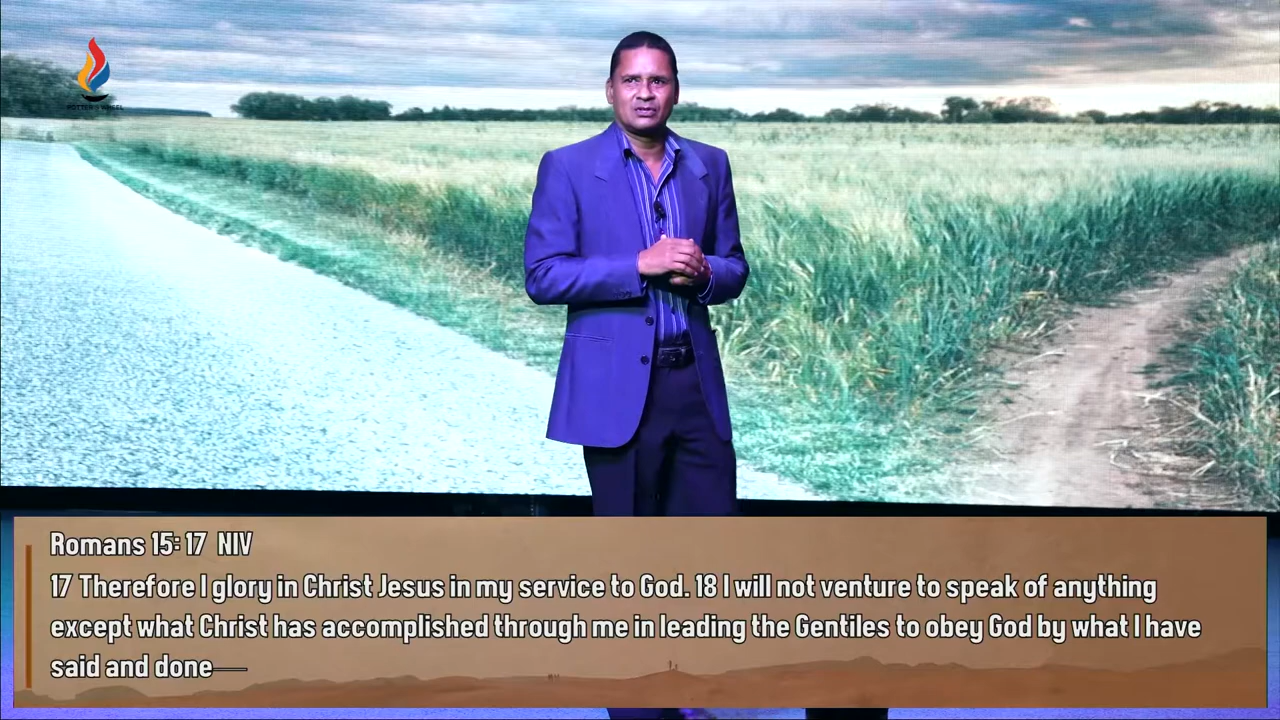 POTTER'S WHEEL
Romans 15: 17 NIV
17 Therefore I glory in Christ Jesus in my service to God. 18 I will not venture to speak of anything
except what Christ has accomplished through me in leading the Gentiles to obey God by what I have
said and done—